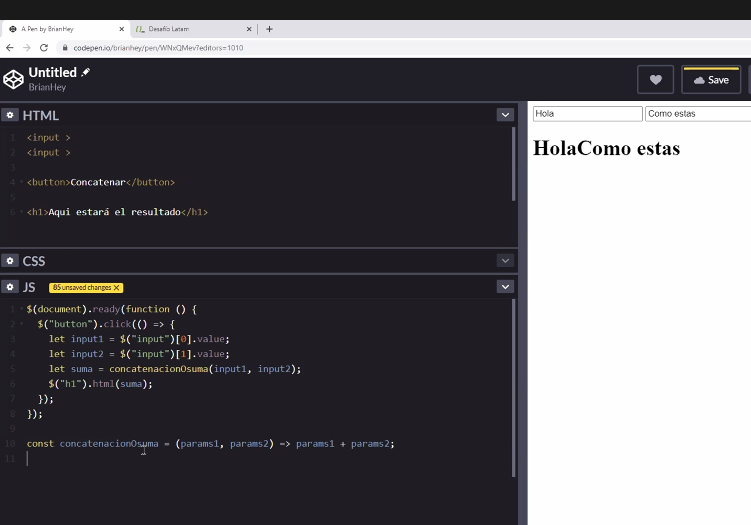 A Pen by BrianHey
Desafío Latam
codepen.io/brianhey/pen/WNxQMev?editors=1010
Untitled
BrianHey
Save
HTML
1 <input >
2 <input >
3
4 <button>Concatenar</button>
5
6 <h1>Aqui estará el resultado</h1>
CSS
JS 85 unsaved changes X
1 $(document).ready(function () {
2 $("button").click(() => {
3 let input1 = $("input")[0].value;
4 let input2 = $("input")[1].value;
5 let suma = concatenacionOsuma(input1, input2);
6 $("h1").html(suma);
7 });
8 });
9
10 const concatenacionOsuma = (params1, params2) => params1 + params2;
11
Hola
Como estas
HolaComo estas